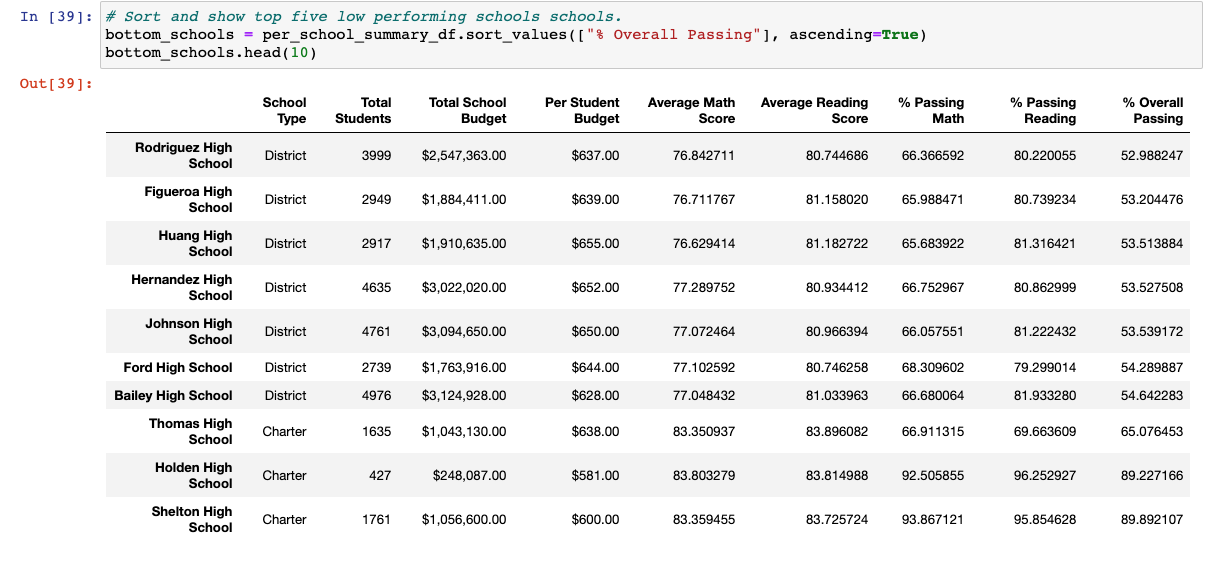 In [39]: # Sort and show top five low performing schools schools.
bottom_schools = per_school_summary_df.sort_values(["% Overall Passing"], ascending=True)
bottom_schools.head(10)
Out[39]:
School Type Total Students Total School Budget Per Student Budget Average Math Score Average Reading Score % Passing Math % Passing Reading % Overall Passing
Rodriguez High School District 3999 $2,547,363.00 $637.00 76.842711 80.744686 66.366592 80.220055 52.988247
Figueroa High School District 2949 $1,884,411.00 $639.00 76.711767 81.158020 65.988471 80.739234 53.204476
Huang High School District 2917 $1,910,635.00 $655.00 76.629414 81.182722 65.683922 81.316421 53.513884
Hernandez High School District 4635 $3,022,020.00 $652.00 77.289752 80.934412 66.752967 80.862999 53.527508
Johnson High School District 4761 $3,094,650.00 $650.00 77.072464 80.966394 66.057551 81.222432 53.539172
Ford High School District 2739 $1,763,916.00 $644.00 77.102592 80.746258 68.309602 79.299014 54.289887
Bailey High School District 4976 $3,124,928.00 $628.00 77.048432 81.033963 66.680064 81.933280 54.642283
Thomas High School Charter 1635 $1,043,130.00 $638.00 83.350937 83.896082 66.911315 69.663609 65.076453
Holden High School Charter 427 $248,087.00 $581.00 83.803279 83.814988 92.505855 96.252927 89.227166
Shelton High School Charter 1761 $1,056,600.00 $600.00 83.359455 83.725724 93.867121 95.854628 89.892107